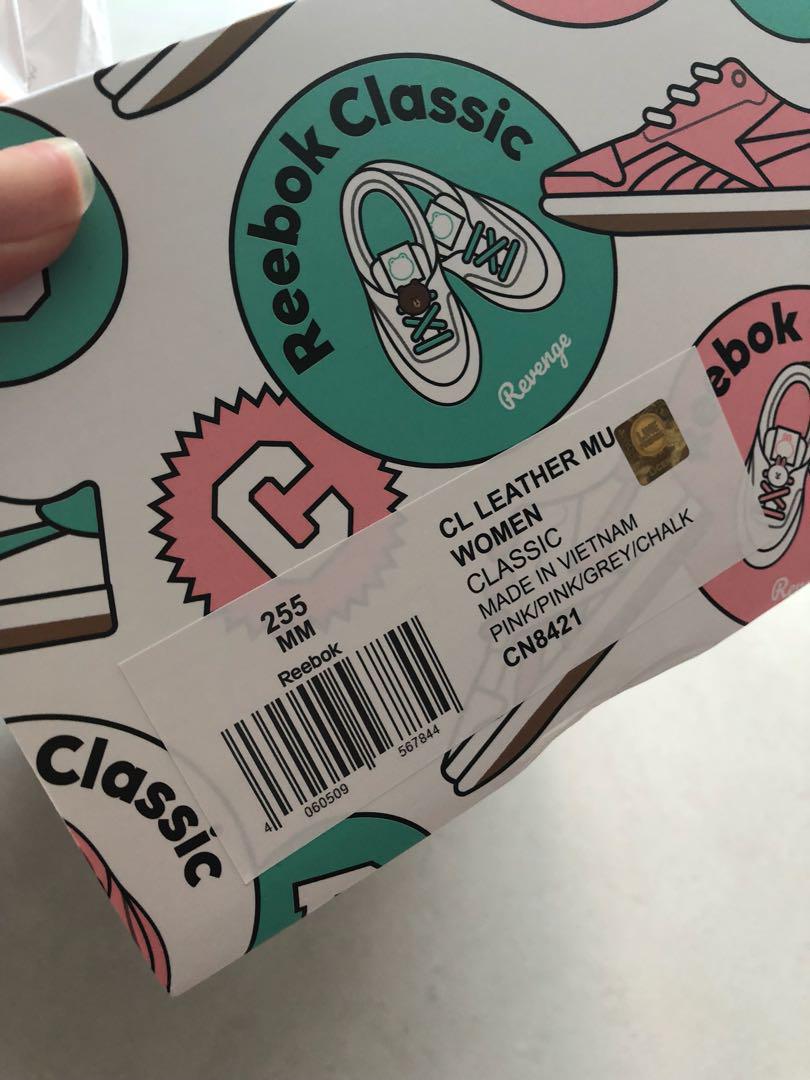 Reebok Classic
Revenge
ebok
C
CL LEATHER MU
WOMEN
CLASSIC
MADE IN VIETNAM
PINK/PINK/GREY/CHALK
CN8421
255
MM
Reebok
4 060509 567844
Classic